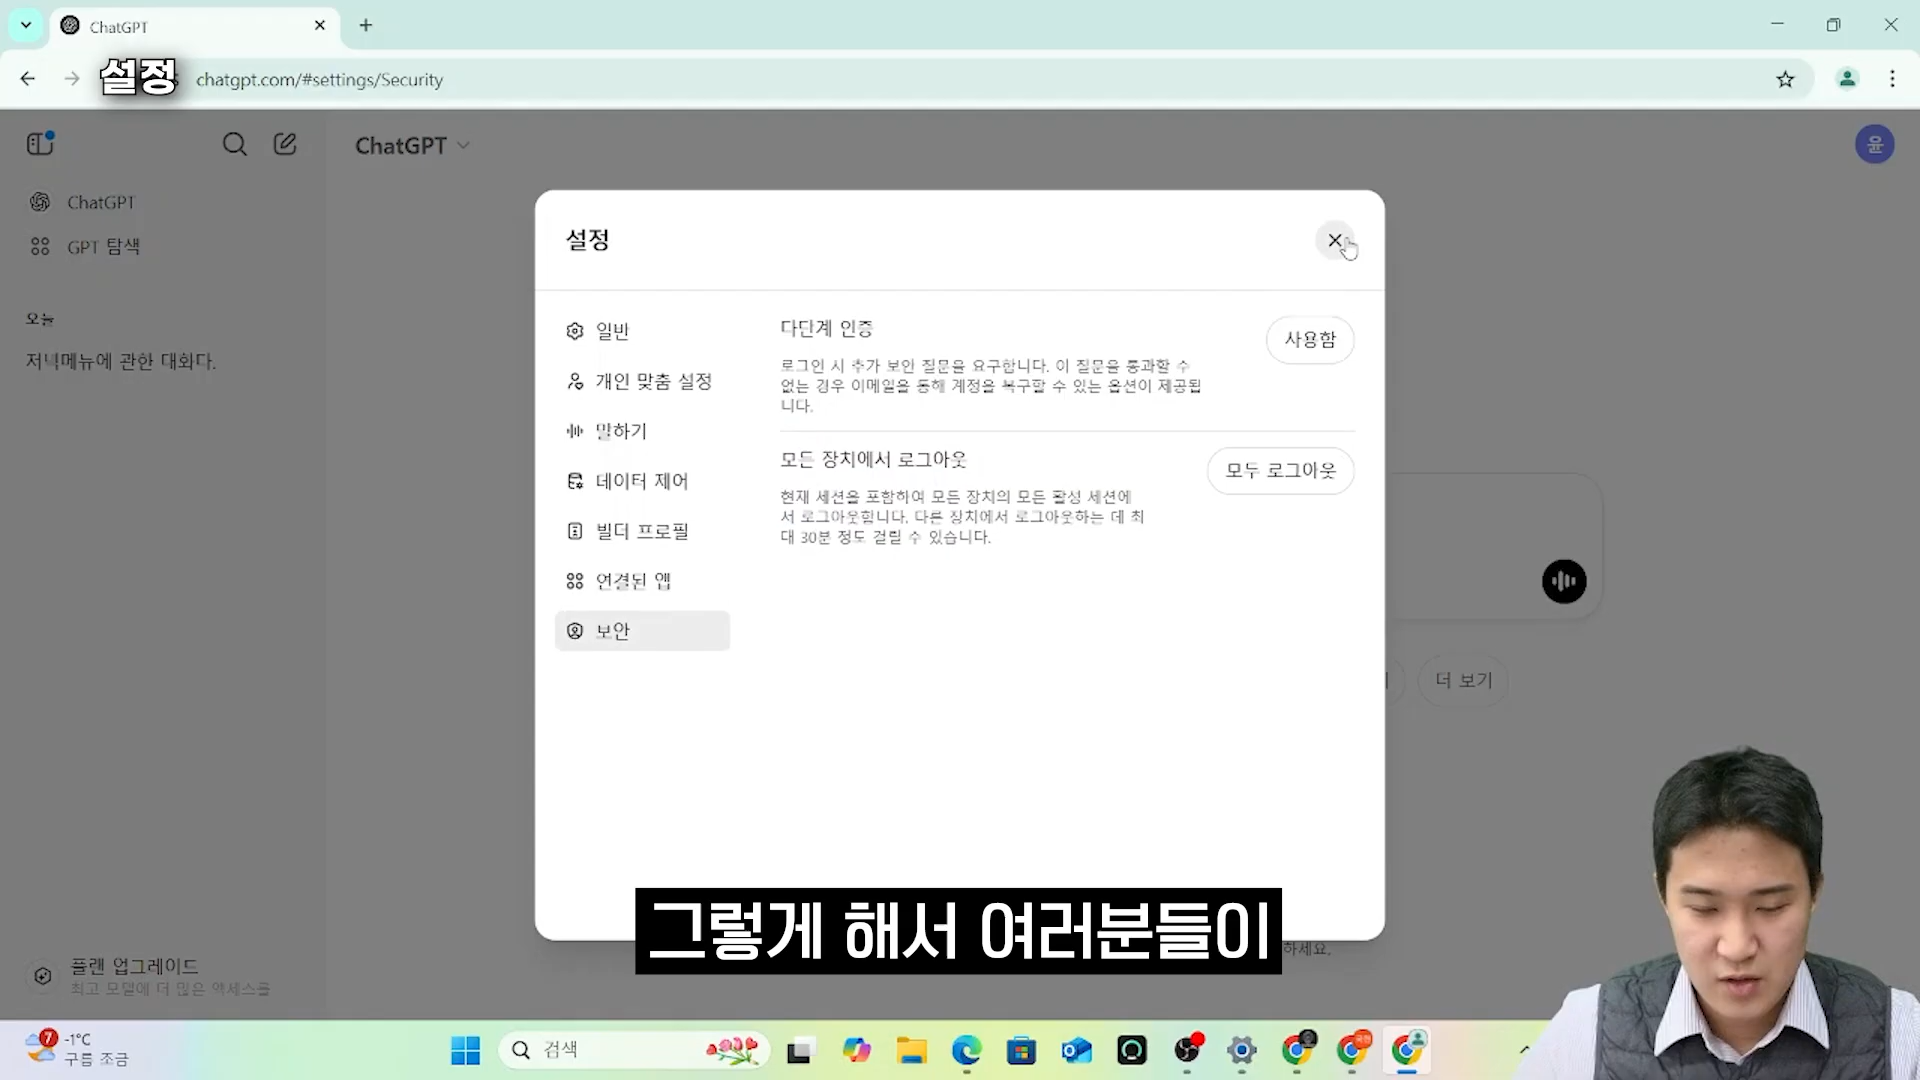 ChatGPT
설정
chatgpt.com/#settings/Security
ChatGPT
윤
ChatGPT
GPT 탐색
오늘
저녁메뉴에 관한 대화다.
설정
일반
개인 맞춤 설정
말하기
데이터 제어
빌더 프로필
연결된 앱
보안
다단계 인증
사용함
로그인 시 추가 보안 질문을 요구합니다. 이 질문을 통과할 수
없는 경우 이메일을 통해 계정을 복구할 수 있는 옵션이 제공됩
니다.
모든 장치에서 로그아웃
모두 로그아웃
현재 세션을 포함하여 모든 장치의 모든 활성 세션에
서 로그아웃합니다. 다른 장치에서 로그아웃하는 데 최
대 30분 정도 걸릴 수 있습니다.
더 보기
그렇게 해서 여러분들이
하세요.
플랜 업그레이드
최고 모델에 더 많은 액세스를
7
-1°C
구름 조금
검색